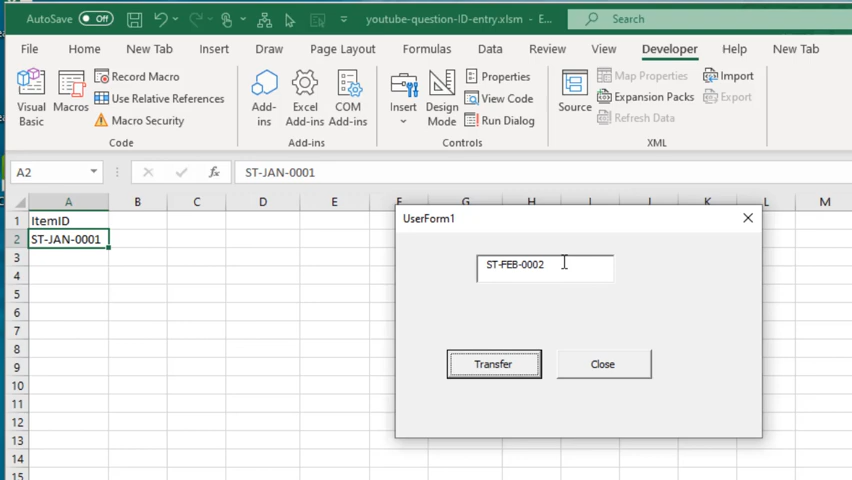 AutoSave Off youtube-question-ID-entry.xlsm - E... Search
File Home New Tab Insert Draw Page Layout Formulas Data Review View Developer Help New Tab
Visual Basic
Macros
Record Macro
Use Relative References
Macro Security
Code
Add-ins
Excel Add-ins
COM Add-ins
Add-ins
Insert
Design Mode
Properties
View Code
Run Dialog
Controls
Source
Map Properties
Expansion Packs
Refresh Data
Import
Export
XML
A2 fx ST-JAN-0001
A B C D E F G H I J K L M
1 ItemID
2 ST-JAN-0001
3
4
5
6
7
8
9
10
11
12
13
14
15
UserForm1
ST-FEB-0002
Transfer Close